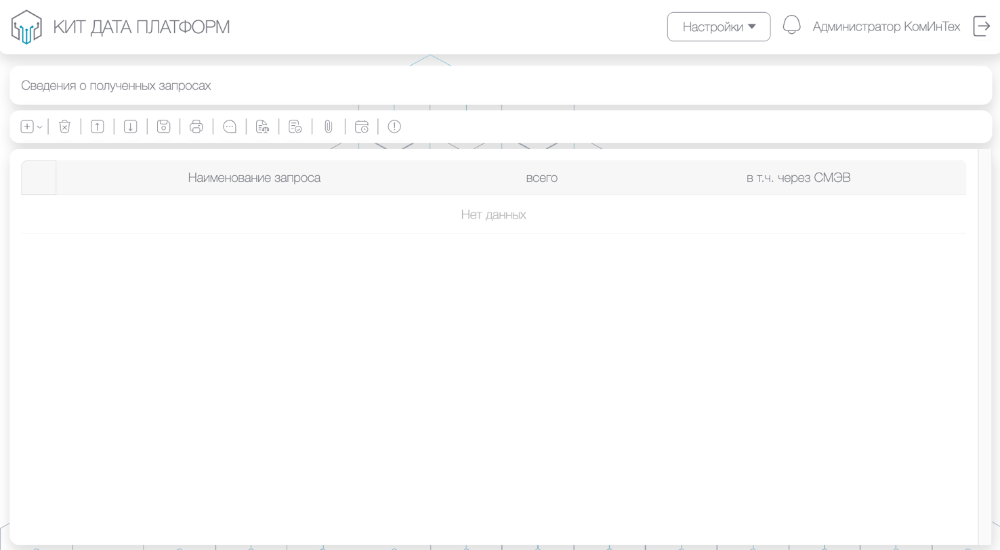 КИТ ДАТА ПЛАТФОРМ
Настройки
Администратор КомИнТех
Сведения о полученных запросах
Наименование запроса
всего
в т.ч. через СМЭВ
Нет данных